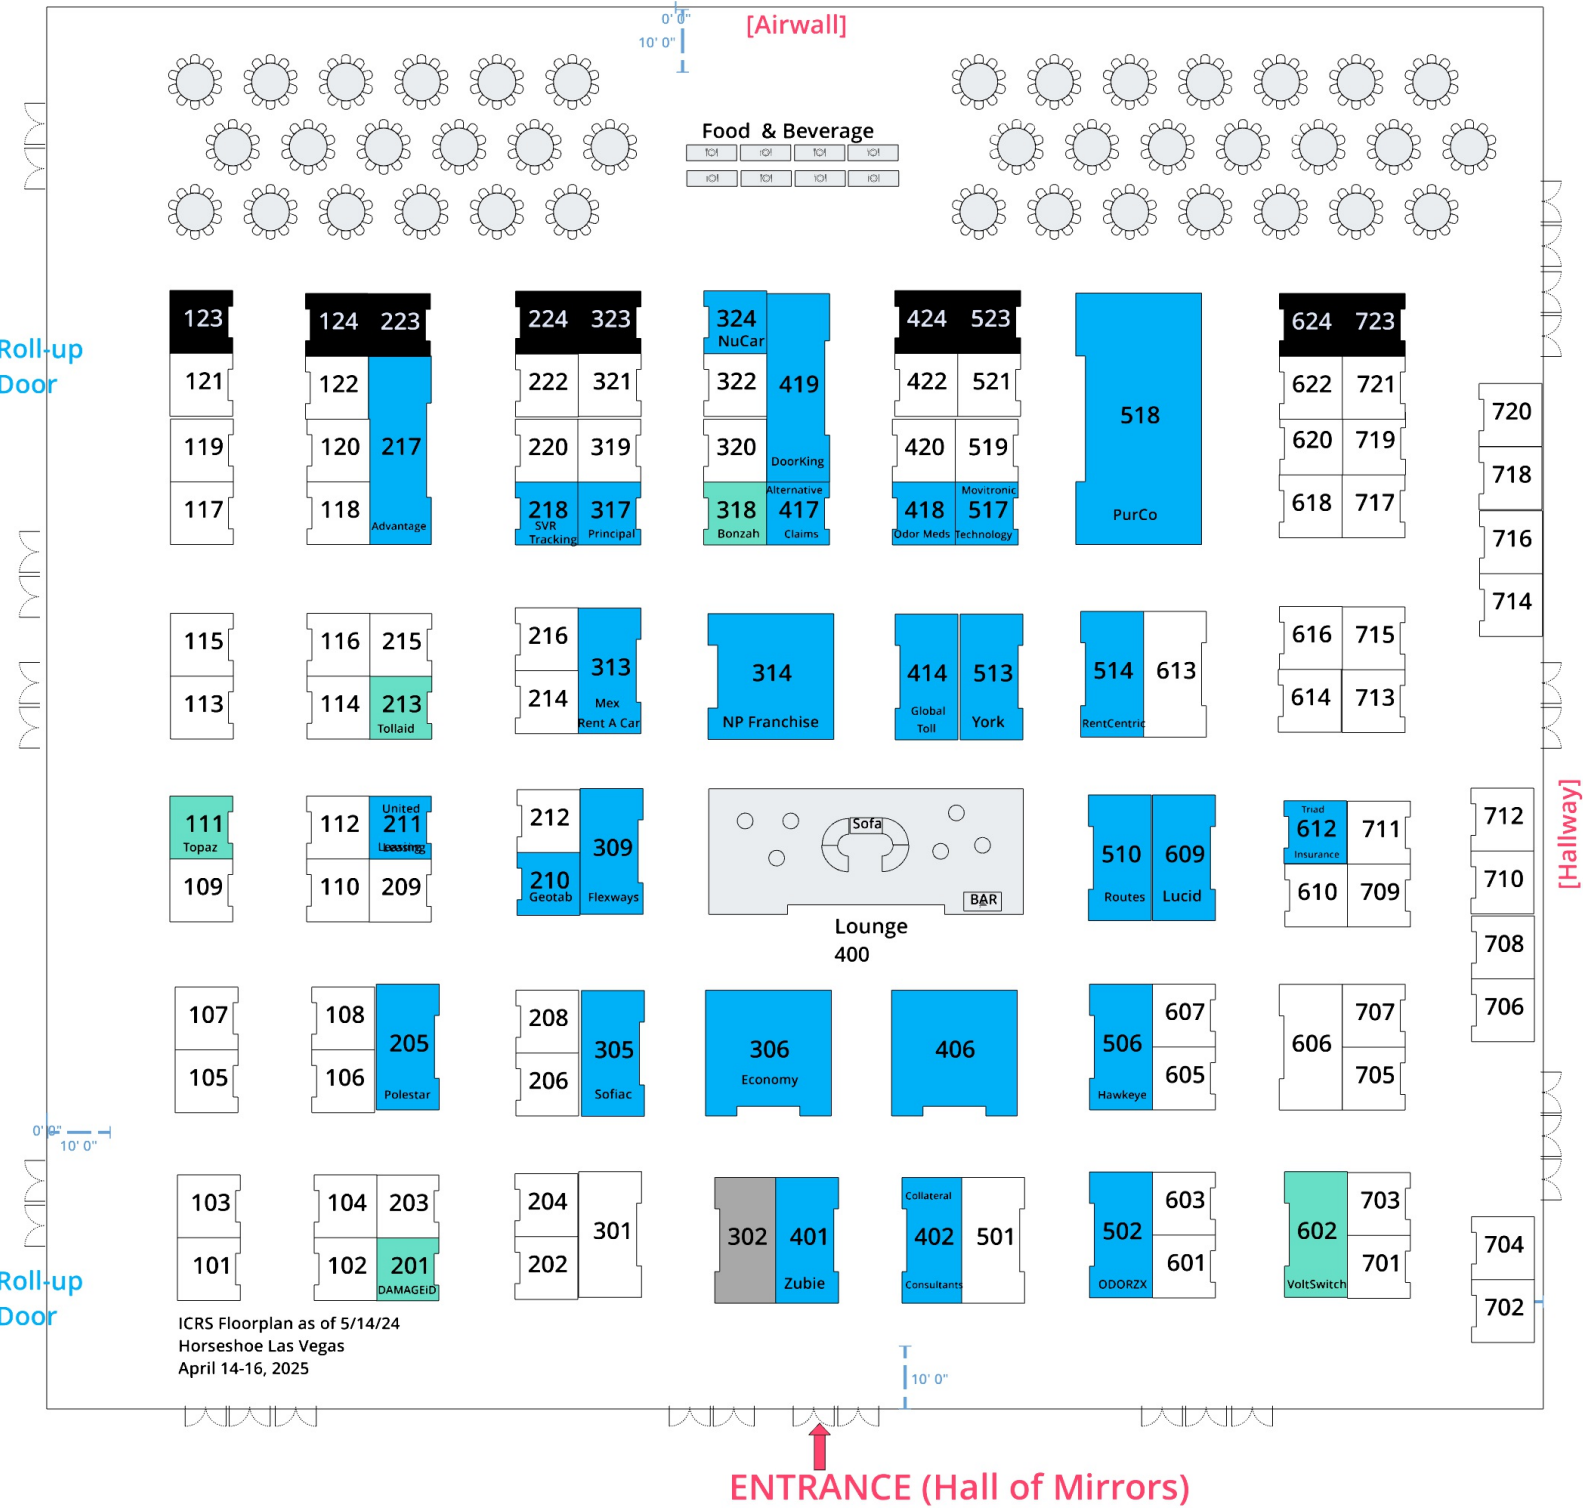 0' 0"
[Airwall]
10' 0"
Food & Beverage
123
124 223
224 323
324
NuCar
424 523
624 723
Roll-up
Door
121
122
222 321
322
419
422 521
518
622 721
720
119
120
217
220 319
320
DoorKing
420 519
620 719
718
117
118
Advantage
218
SVR
Tracking
317
Principal
318
Bonzah
Alternative
417
Claims
418
Odor Meds
Movitronic
517
Technology
PurCo
618 717
716
714
115
116 215
216
313
Mex
Rent A Car
314
NP Franchise
414
Global
Toll
513
York
514
RentCentric
613
616 715
113
114
213
Tollaid
214
614 713
111
Topaz
112
United
211
Leasing
212
309
Flexways
Sofa
BAR
Lounge
400
510
Routes
609
Lucid
Triad
612
Insurance
711
712
[Hallway]
109
110 209
210
Geotab
610 709
710
708
706
107
108
205
Polestar
208
305
Sofiac
306
Economy
406
506
Hawkeye
607
606
707
105
106
206
605
705
0' 0"
10' 0"
103
104 203
204
301
302
401
Zubie
Collateral
402
Consultants
501
502
ODORZX
603
602
VoltSwitch
703
704
101
102
201
DAMAGEiD
202
601
701
702
Roll-up
Door
ICRS Floorplan as of 5/14/24
Horseshoe Las Vegas
April 14-16, 2025
10' 0"
ENTRANCE (Hall of Mirrors)